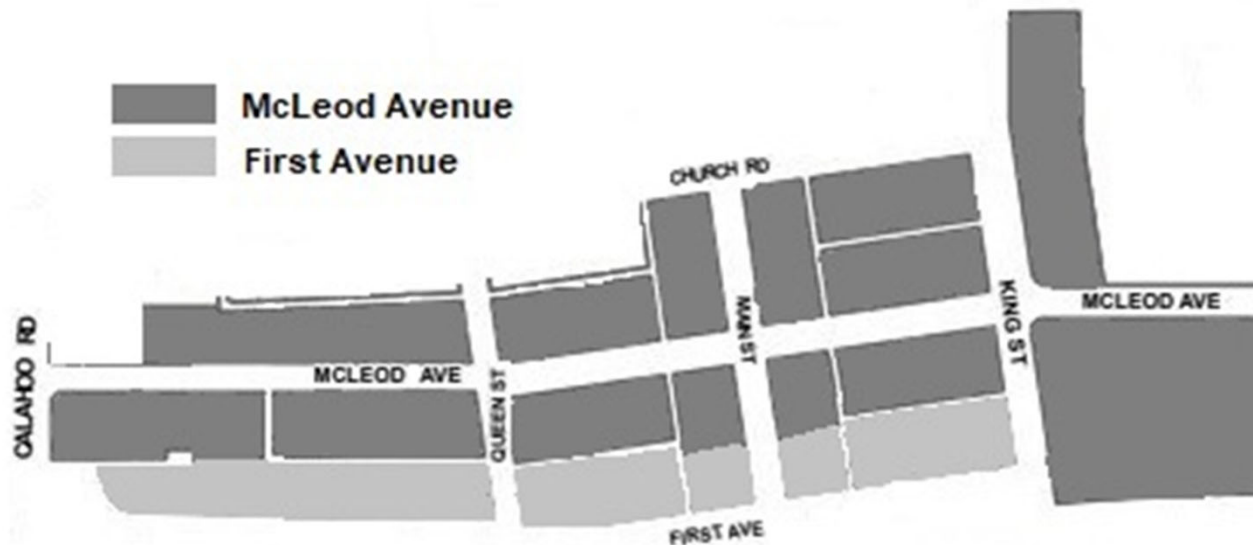 McLeod Avenue
First Avenue
CHURCH RD
MCLEOD AVE
KING ST
MAIN ST
CALAHOO RD
MCLEOD AVE
QUEEN ST
FIRST AVE